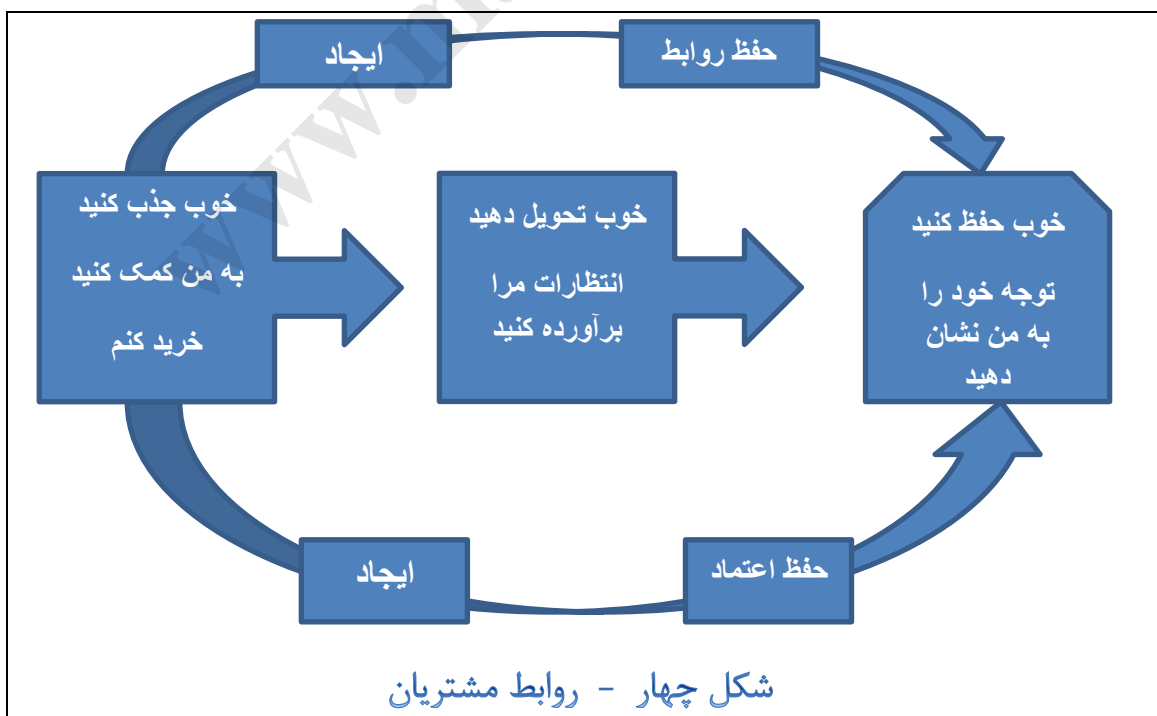 ایجاد
حفظ روابط
خوب جذب کنید
به من کمک کنید
خرید کنم
خوب تحویل دهید
انتظارات مرا
برآورده کنید
خوب حفظ کنید
توجه خود را
به من نشان
دهید
ایجاد
حفظ اعتماد
شکل چهار - روابط مشتریان
www.m